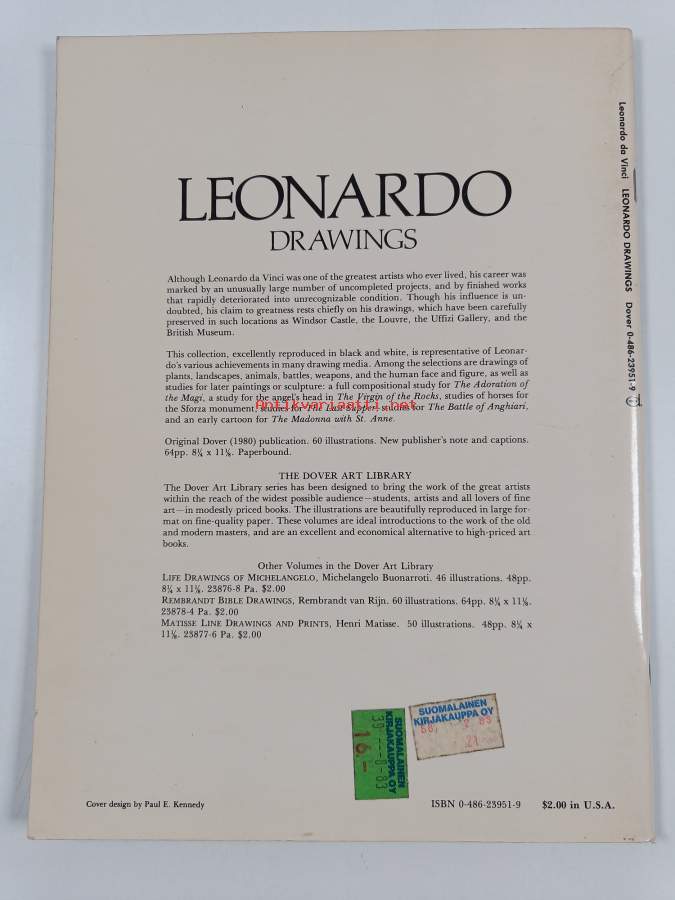 LEONARDO
DRAWINGS
Although Leonardo da Vinci was one of the greatest artists who ever lived, his career was
marked by an unusually large number of uncompleted projects, and by finished works
that rapidly deteriorated into unrecognizable condition. Though his influence is un-
doubted, his claim to greatness rests chiefly on his drawings, which have been carefully
preserved in such locations as Windsor Castle, the Louvre, the Uffizi Gallery, and the
British Museum.
This collection, excellently reproduced in black and white, is representative of Leonar-
do's various achievements in many drawing media. Among the selections are drawings of
plants, landscapes, animals, battles, weapons, and the human face and figure, as well as
studies for later paintings or sculpture: a full compositional study for The Adoration of
the Magi, a study for the angel's head in The Virgin of the Rocks, studies of horses for
the Sforza monument, studies for The Last Supper, studies for The Battle of Anghiari,
and an early cartoon for The Madonna with St. Anne.
Antikvariaatti.net
Original Dover (1980) publication. 60 illustrations. New publisher's note and captions.
64pp. 8¼ x 11⅛. Paperbound.
THE DOVER ART LIBRARY
The Dover Art Library series has been designed to bring the work of the great artists
within the reach of the widest possible audience—students, artists and all lovers of fine
art—in modestly priced books. The illustrations are beautifully reproduced in large for-
mat on fine-quality paper. These volumes are ideal introductions to the work of the old
and modern masters, and are an excellent and economical alternative to high-priced art
books.
Other Volumes in the Dover Art Library
LIFE DRAWINGS OF MICHELANGELO, Michelangelo Buonarroti. 46 illustrations. 48pp.
8¼ x 11⅛. 23876-8 Pa. $2.00
REMBRANDT BIBLE DRAWINGS, Rembrandt van Rijn. 60 illustrations. 64pp. 8¼ x 11⅛.
23878-4 Pa. $2.00
MATISSE LINE DRAWINGS AND PRINTS, Henri Matisse. 50 illustrations. 48pp. 8¼ x
11⅛. 23877-6 Pa. $2.00
SUOMALAINEN
KIRJAKAUPPA OY
16.-
SUOMALAINEN
KIRJAKAUPPA OY
21
Cover design by Paul E. Kennedy
ISBN 0-486-23951-9 $2.00 in U.S.A.
Leonardo da Vinci LEONARDO DRAWINGS Dover 0-486-23951-9